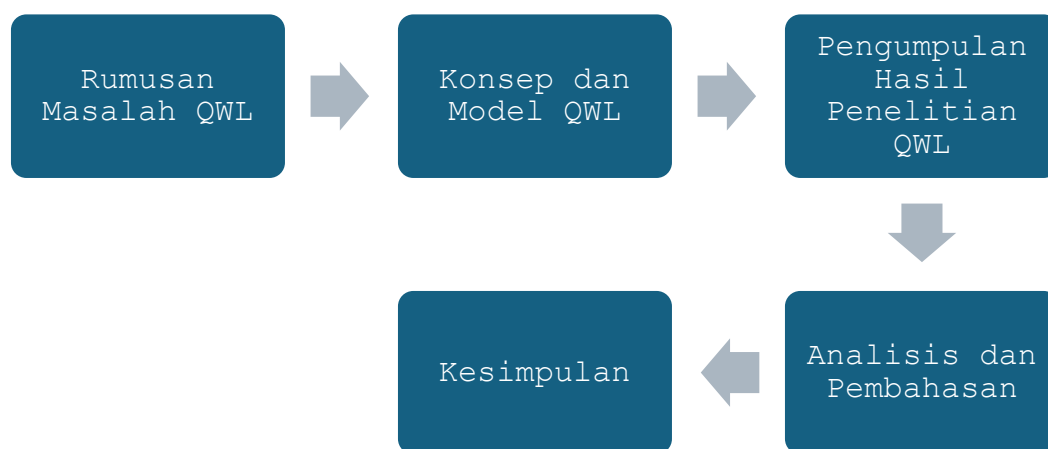 Rumusan
Masalah QWL
Konsep dan
Model QWL
Pengumpulan
Hasil
Penelitian
QWL
Analisis dan
Pembahasan
Kesimpulan